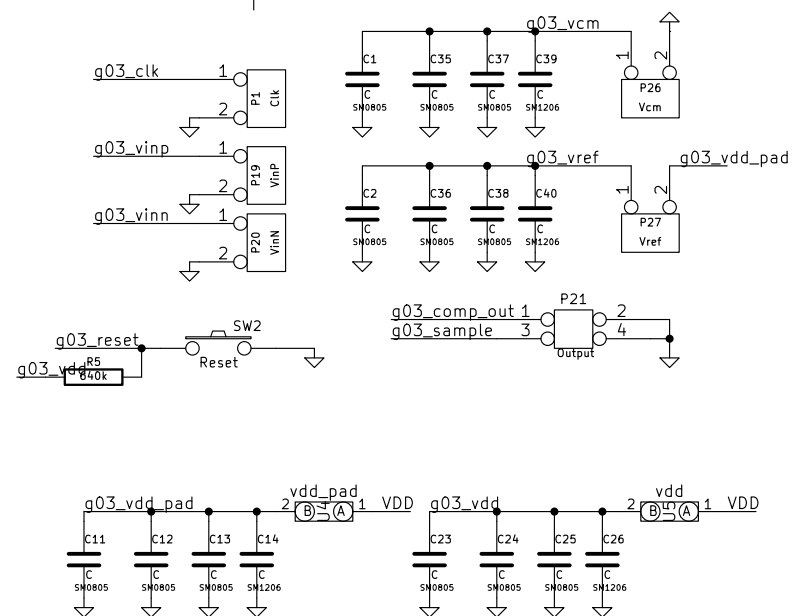 g03_vcm
C1 C35 C37 C39
C C C C
SM0805 SM0805 SM0805 SM1206
1 2
P26
Vcm
g03_clk 1
2
P1
Clk
g03_vinp 1
2
P19
VinP
g03_vinn 1
2
P20
VinN
g03_vref
g03_vdd_pad
C2 C36 C38 C40
C C C C
SM0805 SM0805 SM0805 SM1206
1 2
P27
Vref
P21
g03_comp_out 1 2
g03_sample 3 4
Output
SW2
g03_reset
Reset
R5
g03_vdd 640k
vdd_pad
g03_vdd_pad 2 B U4 A 1 VDD
C11 C12 C13 C14
C C C C
SM0805 SM0805 SM0805 SM1206
vdd
g03_vdd 2 B U5 A 1 VDD
C23 C24 C25 C26
C C C C
SM0805 SM0805 SM0805 SM1206